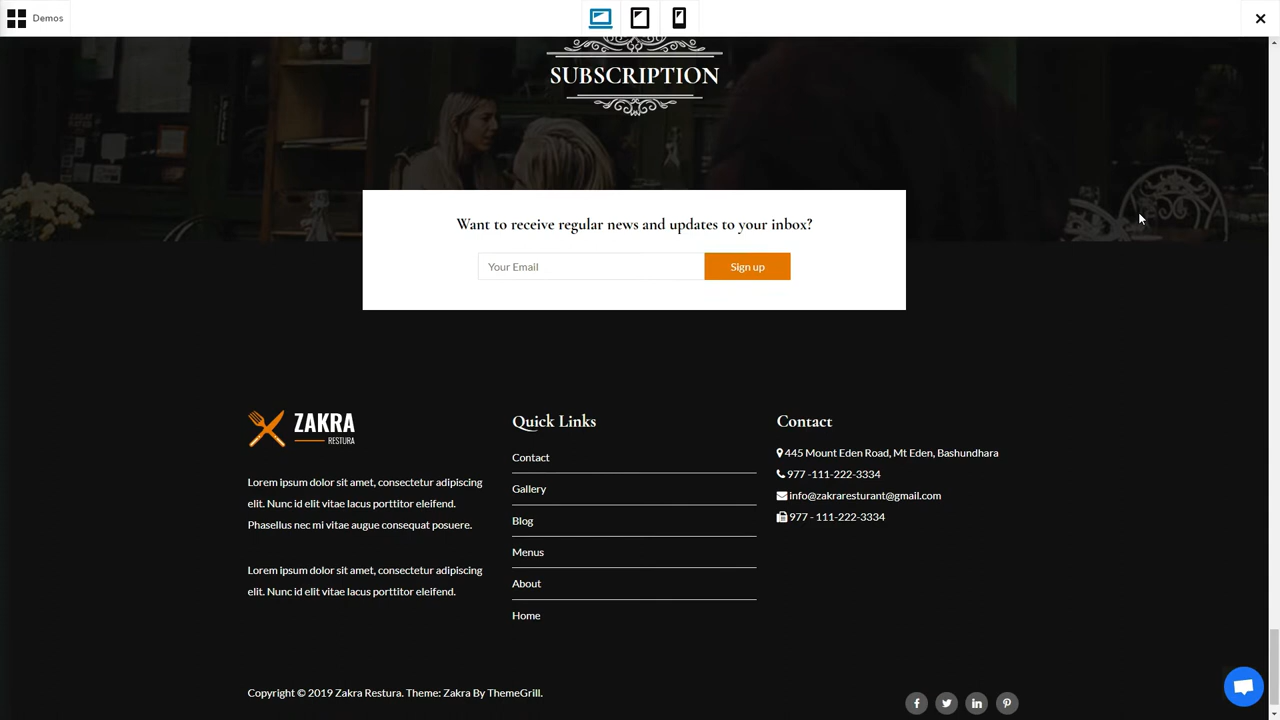 Demos
SUBSCRIPTION
Want to receive regular news and updates to your inbox?
Your Email
Sign up
ZAKRA
RESTURA
Lorem ipsum dolor sit amet, consectetur adipiscing
elit. Nunc id elit vitae lacus porttitor eleifend.
Phasellus nec mi vitae augue consequat posuere.
Lorem ipsum dolor sit amet, consectetur adipiscing
elit. Nunc id elit vitae lacus porttitor eleifend.
Quick Links
Contact
Gallery
Blog
Menus
About
Home
Contact
445 Mount Eden Road, Mt Eden, Bashundhara
977 -111-222-3334
info@zakraresturant@gmail.com
977 - 111-222-3334
Copyright © 2019 Zakra Restura. Theme: Zakra By ThemeGrill.